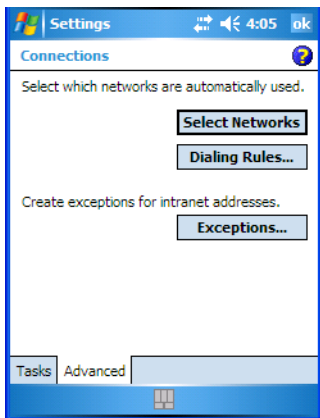 Settings 4:05 ok
Connections ?
Select which networks are automatically used.
Select Networks
Dialing Rules...
Create exceptions for intranet addresses.
Exceptions...
Tasks Advanced